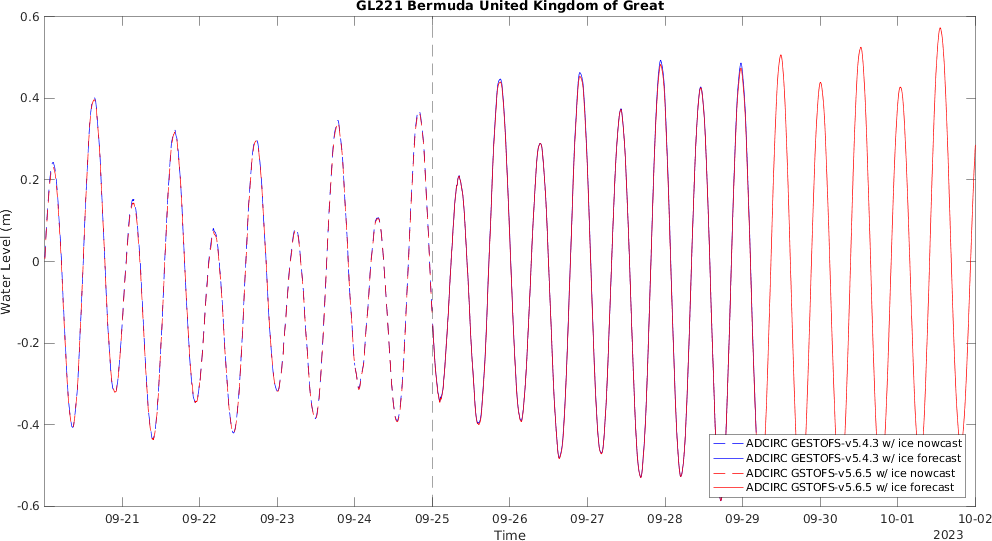 GL221 Bermuda United Kingdom of Great
0.6
0.4
0.2
0
-0.2
-0.4
-0.6
Water Level (m)
ADCIRC GESTOFS-v5.4.3 w/ ice nowcast
ADCIRC GESTOFS-v5.4.3 w/ ice forecast
ADCIRC GSTOFS-v5.6.5 w/ ice nowcast
ADCIRC GSTOFS-v5.6.5 w/ ice forecast
09-21 09-22 09-23 09-24 09-25 09-26 09-27 09-28 09-29 09-30 10-01 10-02
Time
2023